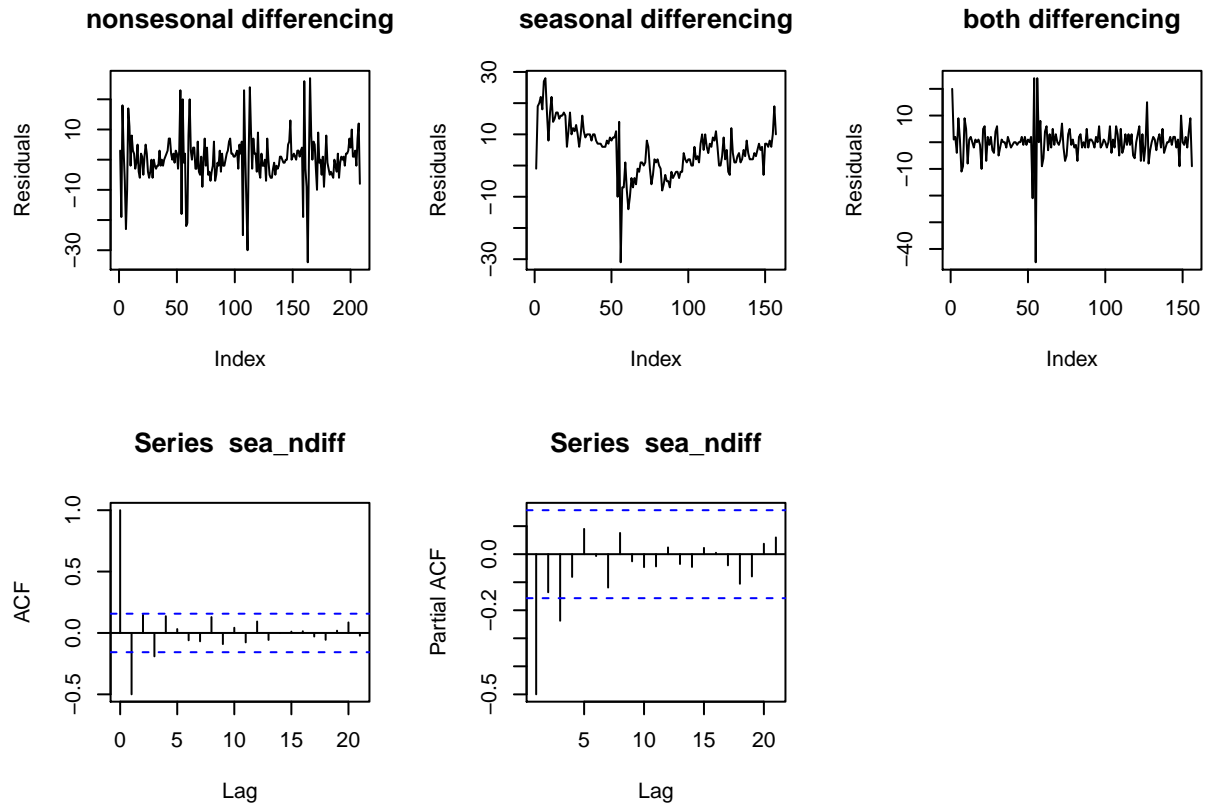 nonsesonal differencing
Residuals
10
−10
−30
0 50 100 150 200
Index
seasonal differencing
Residuals
30
10
−10
−30
0 50 100 150
Index
both differencing
Residuals
10
−10
−40
0 50 100 150
Index
Series sea_ndiff
ACF
1.0
0.5
0.0
−0.5
0 5 10 15 20
Lag
Series sea_ndiff
Partial ACF
0.0
−0.2
−0.5
5 10 15 20
Lag